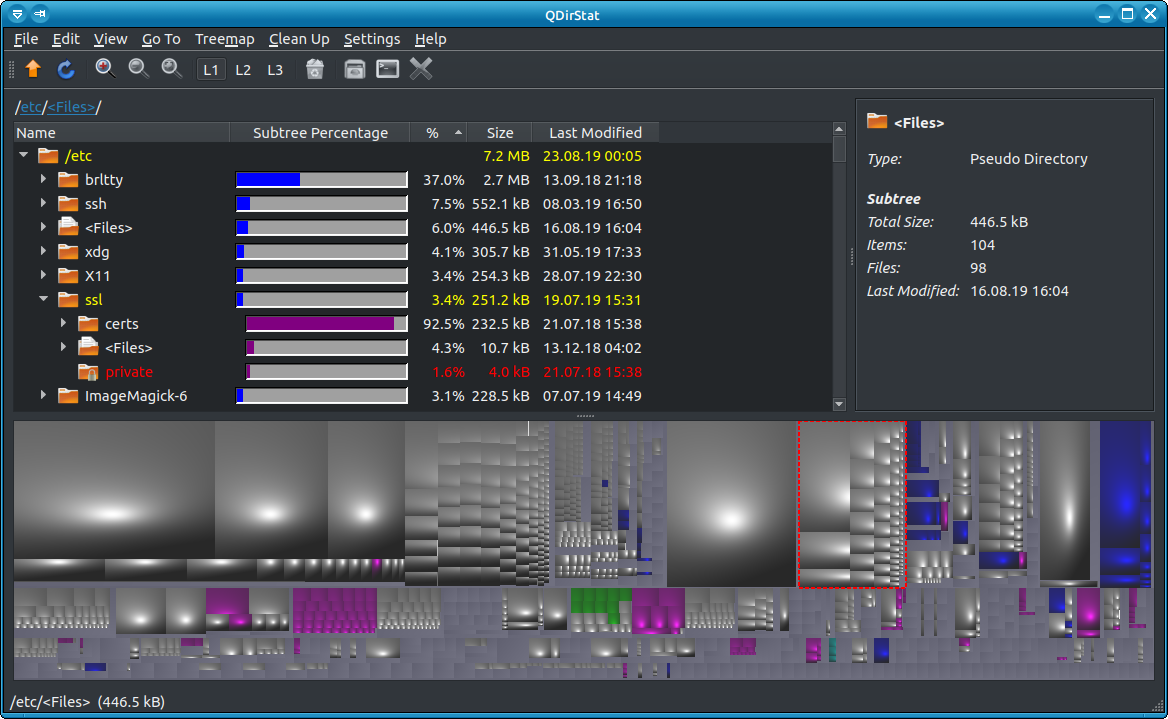 QDirStat
File Edit View Go To Treemap Clean Up Settings Help
L1 L2 L3
/etc/<Files>/
Name Subtree Percentage % Size Last Modified
/etc 7.2 MB 23.08.19 00:05
brltty 37.0% 2.7 MB 13.09.18 21:18
ssh 7.5% 552.1 kB 08.03.19 16:50
<Files> 6.0% 446.5 kB 16.08.19 16:04
xdg 4.1% 305.7 kB 31.05.19 17:33
X11 3.4% 254.3 kB 28.07.19 22:30
ssl 3.4% 251.2 kB 19.07.19 15:31
certs 92.5% 232.5 kB 21.07.18 15:38
<Files> 4.3% 10.7 kB 13.12.18 04:02
private 1.6% 4.0 kB 21.07.18 15:38
ImageMagick-6 3.1% 228.5 kB 07.07.19 14:49
<Files>
Type: Pseudo Directory
Subtree
Total Size: 446.5 kB
Items: 104
Files: 98
Last Modified: 16.08.19 16:04
/etc/<Files> (446.5 kB)